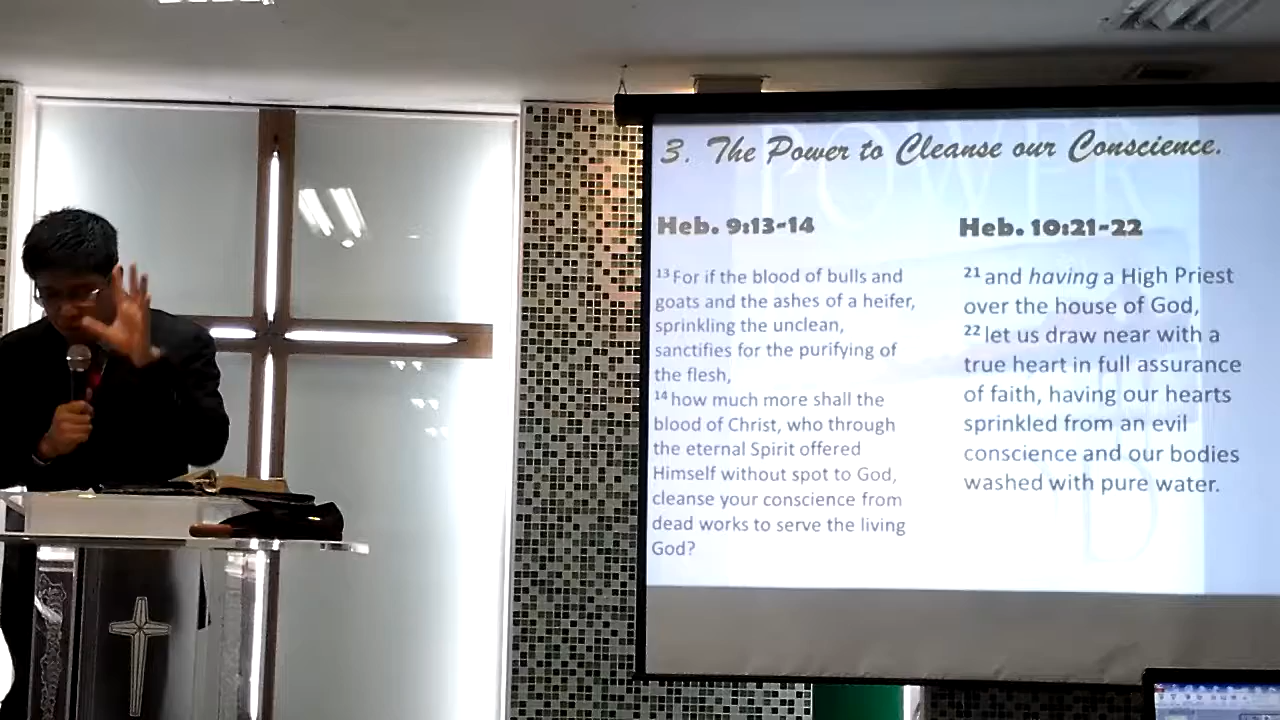 3. The Power to Cleanse our Conscience.
Heb. 9:13-14
13 For if the blood of bulls and
goats and the ashes of a heifer,
sprinkling the unclean,
sanctifies for the purifying of
the flesh,
14 how much more shall the
blood of Christ, who through
the eternal Spirit offered
Himself without spot to God,
cleanse your conscience from
dead works to serve the living
God?
Heb. 10:21-22
21 and having a High Priest
over the house of God,
22 let us draw near with a
true heart in full assurance
of faith, having our hearts
sprinkled from an evil
conscience and our bodies
washed with pure water.
POWER